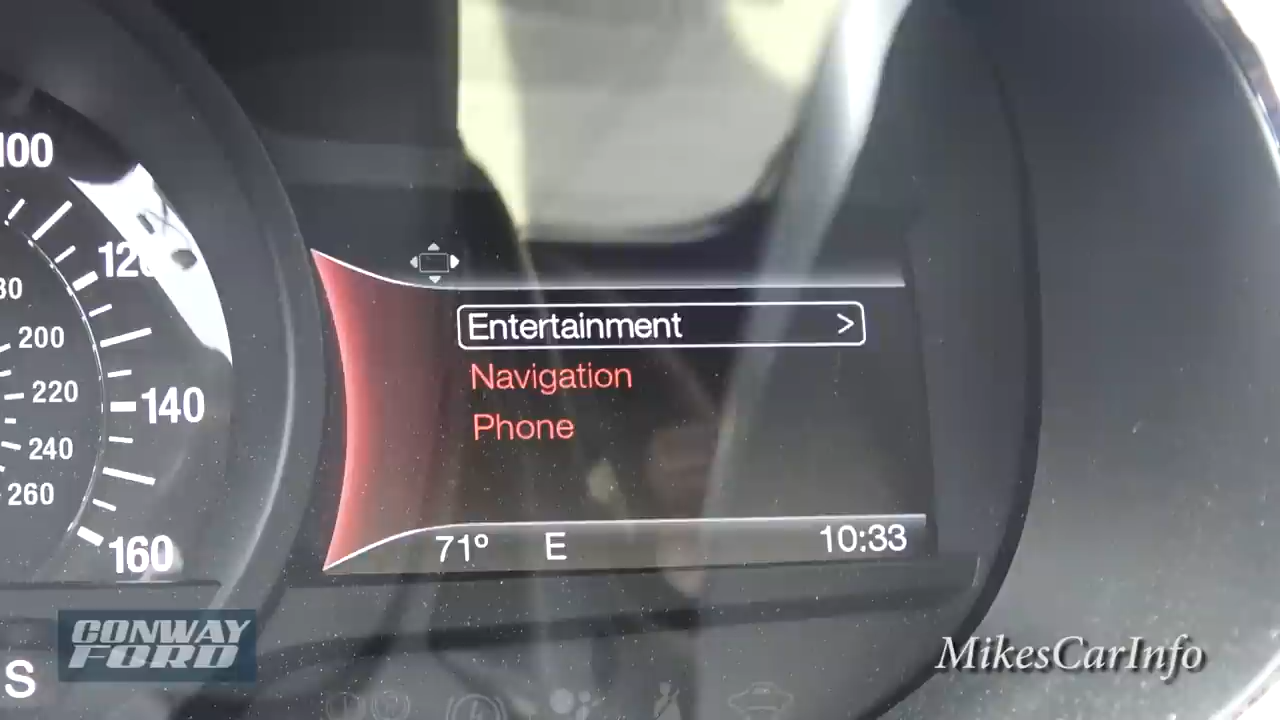 100
120
80
200
220
140
240
260
160
Entertainment >
Navigation
Phone
71° E 10:33
CONWAY
FORD
MikesCarInfo
S